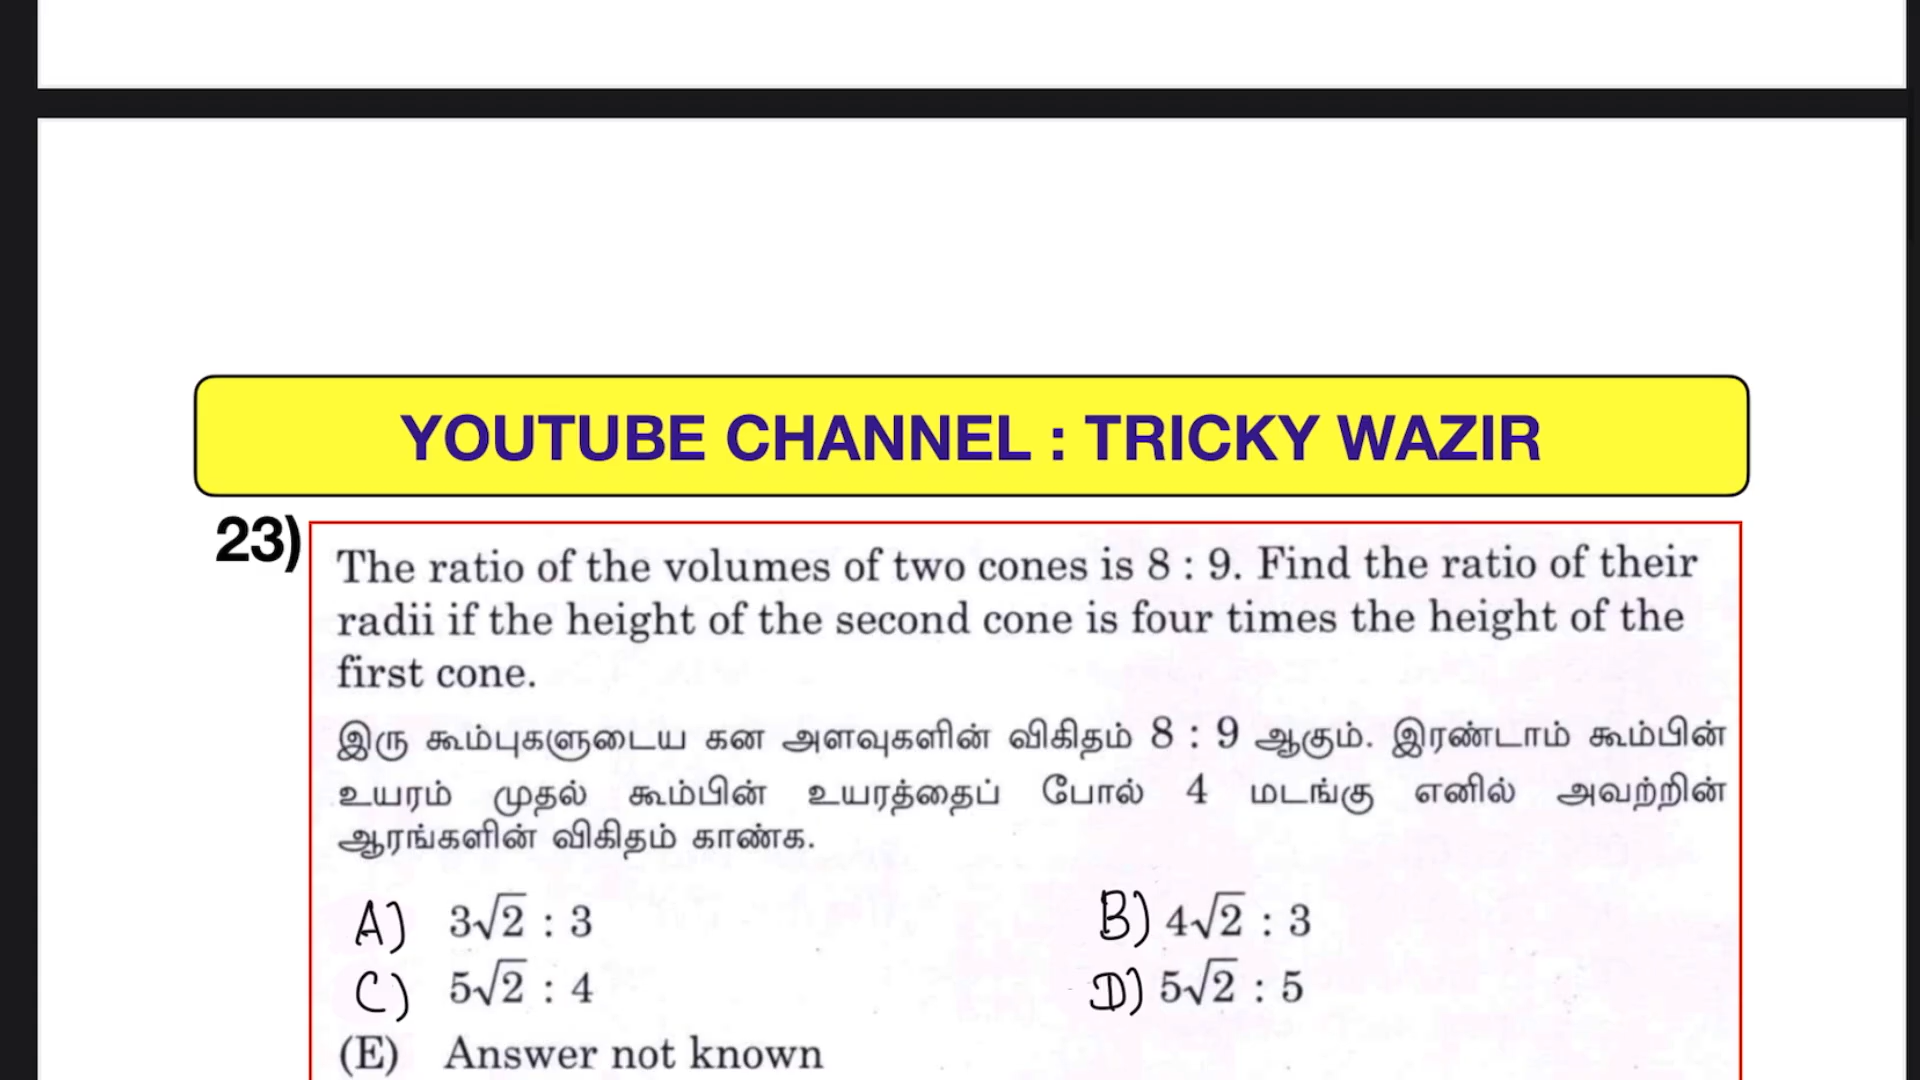 YOUTUBE CHANNEL : TRICKY WAZIR
23)
The ratio of the volumes of two cones is 8 : 9. Find the ratio of their
radii if the height of the second cone is four times the height of the
first cone.
இரு கூம்புகளுடைய கன அளவுகளின் விகிதம் 8 : 9 ஆகும். இரண்டாம் கூம்பின்
உயரம் முதல் கூம்பின் உயரத்தைப் போல் 4 மடங்கு எனில் அவற்றின்
ஆரங்களின் விகிதம் காண்க.
A) 3√2 : 3 B) 4√2 : 3
C) 5√2 : 4 D) 5√2 : 5
(E) Answer not known